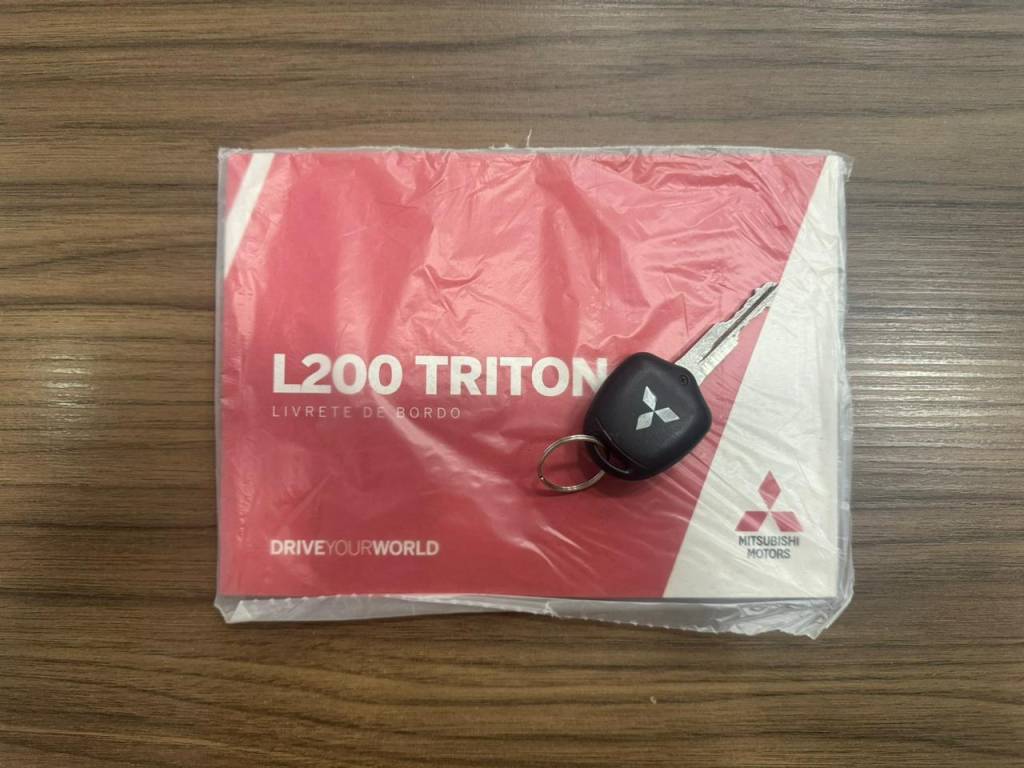 L200 TRITON
LIVRETE DE BORDO
DRIVEYOURWORLD
MITSUBISHI
MOTORS